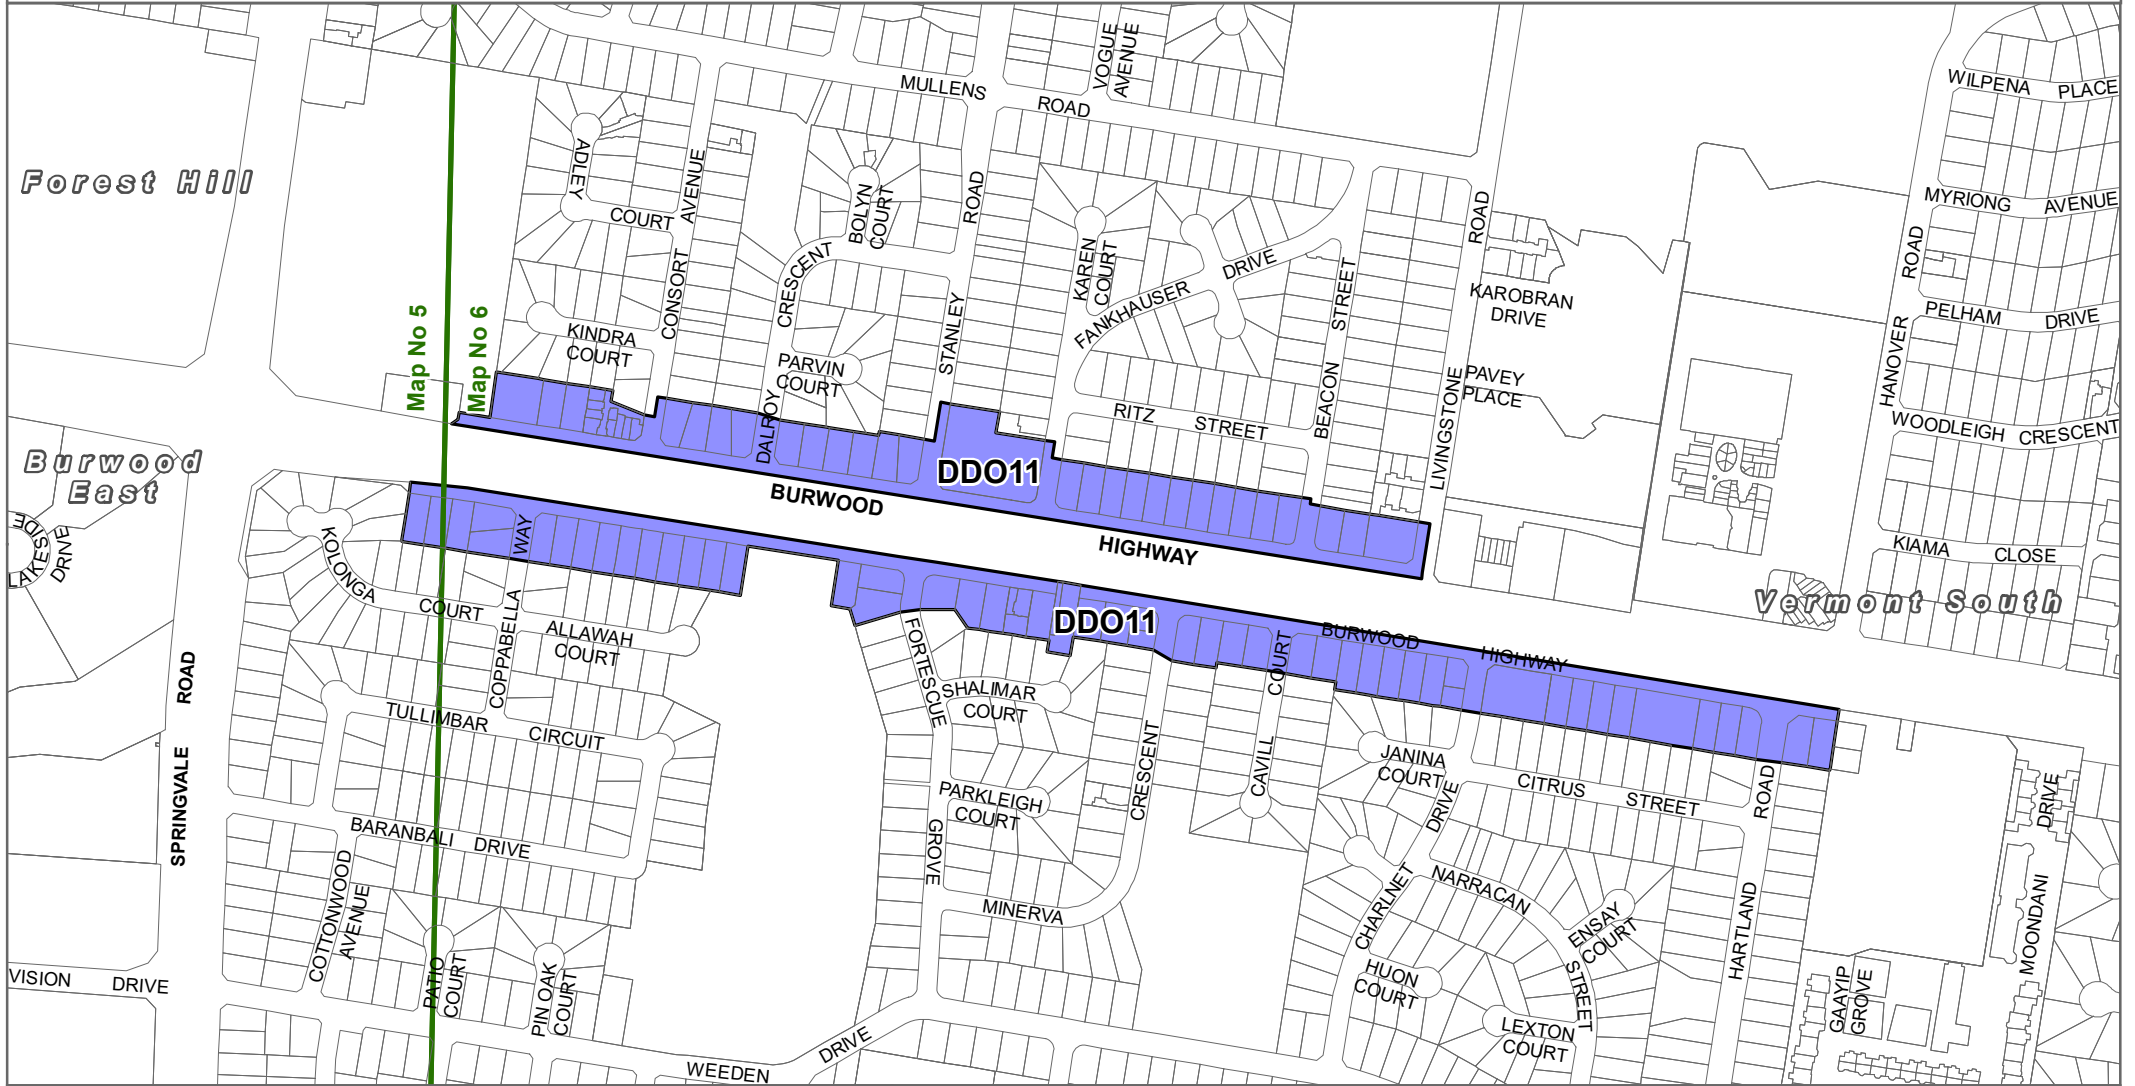 VOGUE
AVENUE
MULLENS
ROAD
WILPENA PLACE
Forest Hill
ADLEY
COURT
CONSORT
AVENUE
BOLYN
COURT
STANLEY
ROAD
KAREN
COURT
FANKHAUSER
DRIVE
BEACON
STREET
LIVINGSTONE
ROAD
KAROBRAN
DRIVE
PAVEY
PLACE
MYRIONG AVENUE
HANOVER
ROAD
PELHAM DRIVE
WOODLEIGH CRESCENT
KIAMA CLOSE
Map No 5
Map No 6
KINDRA
COURT
DALROY
CRESCENT
PARVIN
COURT
RITZ STREET
DDO11
BURWOOD
HIGHWAY
Burwood
East
LAKESIDE
DRIVE
KOLONGA
COURT
COPPABELLA
WAY
ALLAWAH
COURT
DDO11
BURWOOD
HIGHWAY
Vermont South
SPRINGVALE
ROAD
TULLIMBAR
CIRCUIT
FORTESCUE
GROVE
SHALIMAR
COURT
PARKLEIGH
COURT
MINERVA
CRESCENT
CAVILL
COURT
JANINA
COURT
CITRUS STREET
CHARLNET
DRIVE
NARRACAN
STREET
ENSAY
COURT
HARTLAND
ROAD
MOONDANI
DRIVE
BARANBALI DRIVE
COTTONWOOD
AVENUE
PATIO
COURT
PIN OAK
COURT
HUON
COURT
LEXTON
COURT
GAAYIP
GROVE
VISION DRIVE
WEEDEN
DRIVE